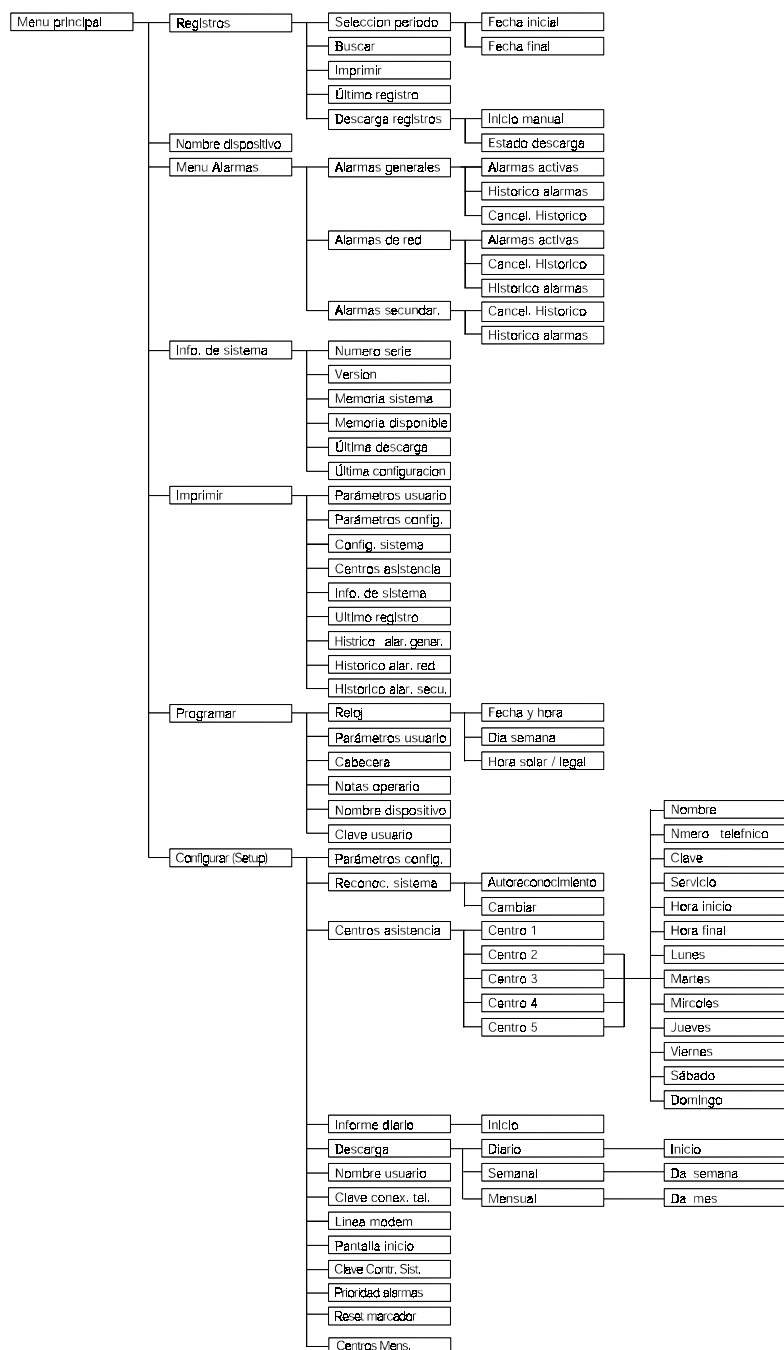 Menu principal
Registros
Seleccion periodo
Fecha inicial
Fecha final
Buscar
Imprimir
Último registro
Descarga registros
Inicio manual
Estado descarga
Nombre dispositivo
Menu Alarmas
Alarmas generales
Alarmas activas
Historico alarmas
Cancel. Historico
Alarmas de red
Alarmas activas
Cancel. Historico
Historico alarmas
Alarmas secundar.
Cancel. Historico
Historico alarmas
Info. de sistema
Numero serie
Version
Memoria sistema
Memoria disponible
Última descarga
Última configuracion
Imprimir
Parámetros usuario
Parámetros config.
Config. sistema
Centros asistencia
Info. de sistema
Ultimo registro
Histrico alar. gener.
Historico alar. red
Historico alar. secu.
Programar
Reloj
Fecha y hora
Dia semana
Hora solar / legal
Parámetros usuario
Cabecera
Notas operario
Nombre dispositivo
Clave usuario
Configurar (Setup)
Parámetros config.
Reconoc. sistema
Autoreconocimiento
Cambiar
Centros asistencia
Centro 1
Centro 2
Centro 3
Centro 4
Centro 5
Nombre
Nmero telefnico
Clave
Servicio
Hora inicio
Hora final
Lunes
Martes
Mircoles
Jueves
Viernes
Sábado
Domingo
Informe diario
Inicio
Descarga
Diario
Inicio
Semanal
Da semana
Mensual
Da mes
Nombre usuario
Clave conex. tel.
Linea modem
Pantalla inicio
Clave Contr. Sist.
Prioridad alarmas
Reset marcador
Centros Mens.